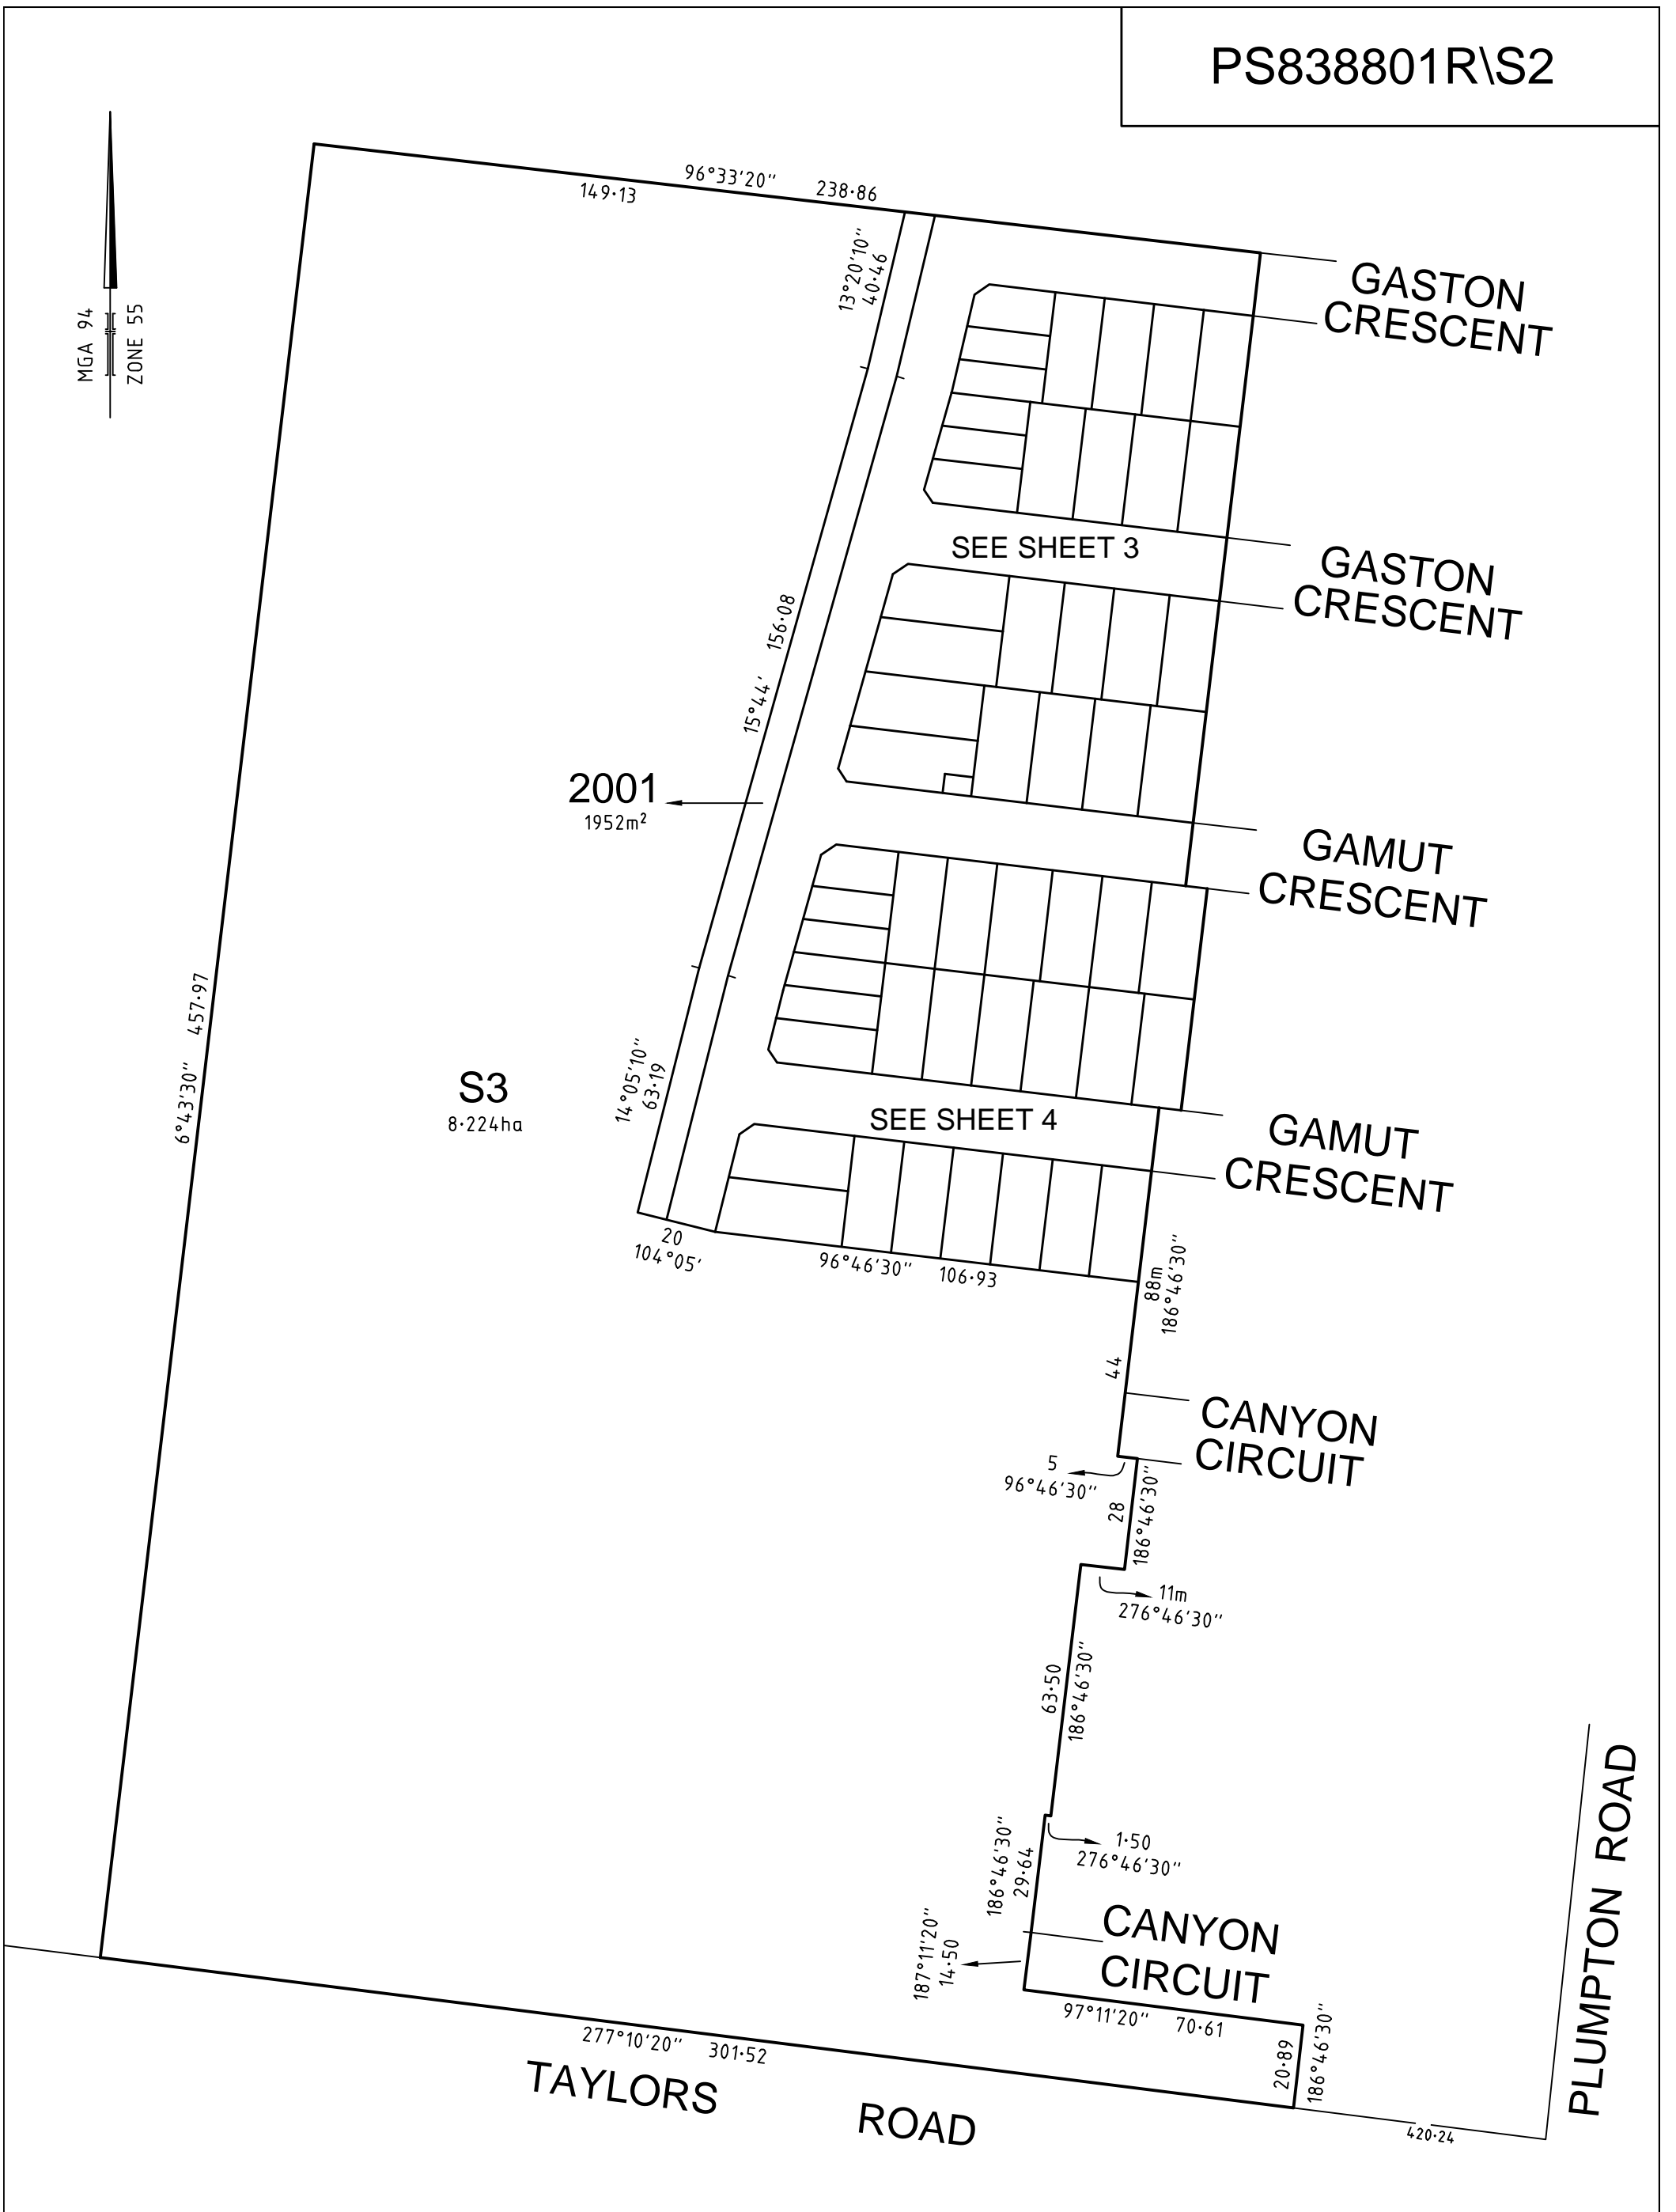 PS838801R\S2
MGA 94
ZONE 55
96°33'20"
238·86
149·13
13°20'10"
40·46
GASTON
CRESCENT
SEE SHEET 3
GASTON
CRESCENT
15°44' 156·08
2001
1952m²
GAMUT
CRESCENT
6°43'30" 457·97
S3
8·224ha
14°05'10"
63·19
SEE SHEET 4
GAMUT
CRESCENT
20
104°05'
96°46'30" 106·93
88m
186°46'30"
44
CANYON
CIRCUIT
5
96°46'30"
28
186°46'30"
11m
276°46'30"
63·50
186°46'30"
1·50
276°46'30"
186°46'30"
29·64
187°11'20"
14·50
CANYON
CIRCUIT
97°11'20" 70·61
20·89
186°46'30"
PLUMPTON ROAD
277°10'20" 301·52
TAYLORS ROAD
420·24